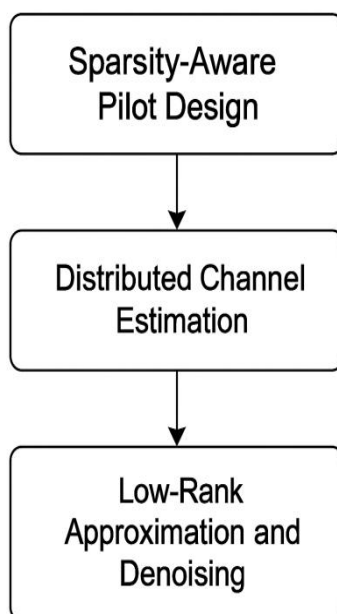 Sparsity-Aware
Pilot Design
Distributed Channel
Estimation
Low-Rank
Approximation and
Denoising